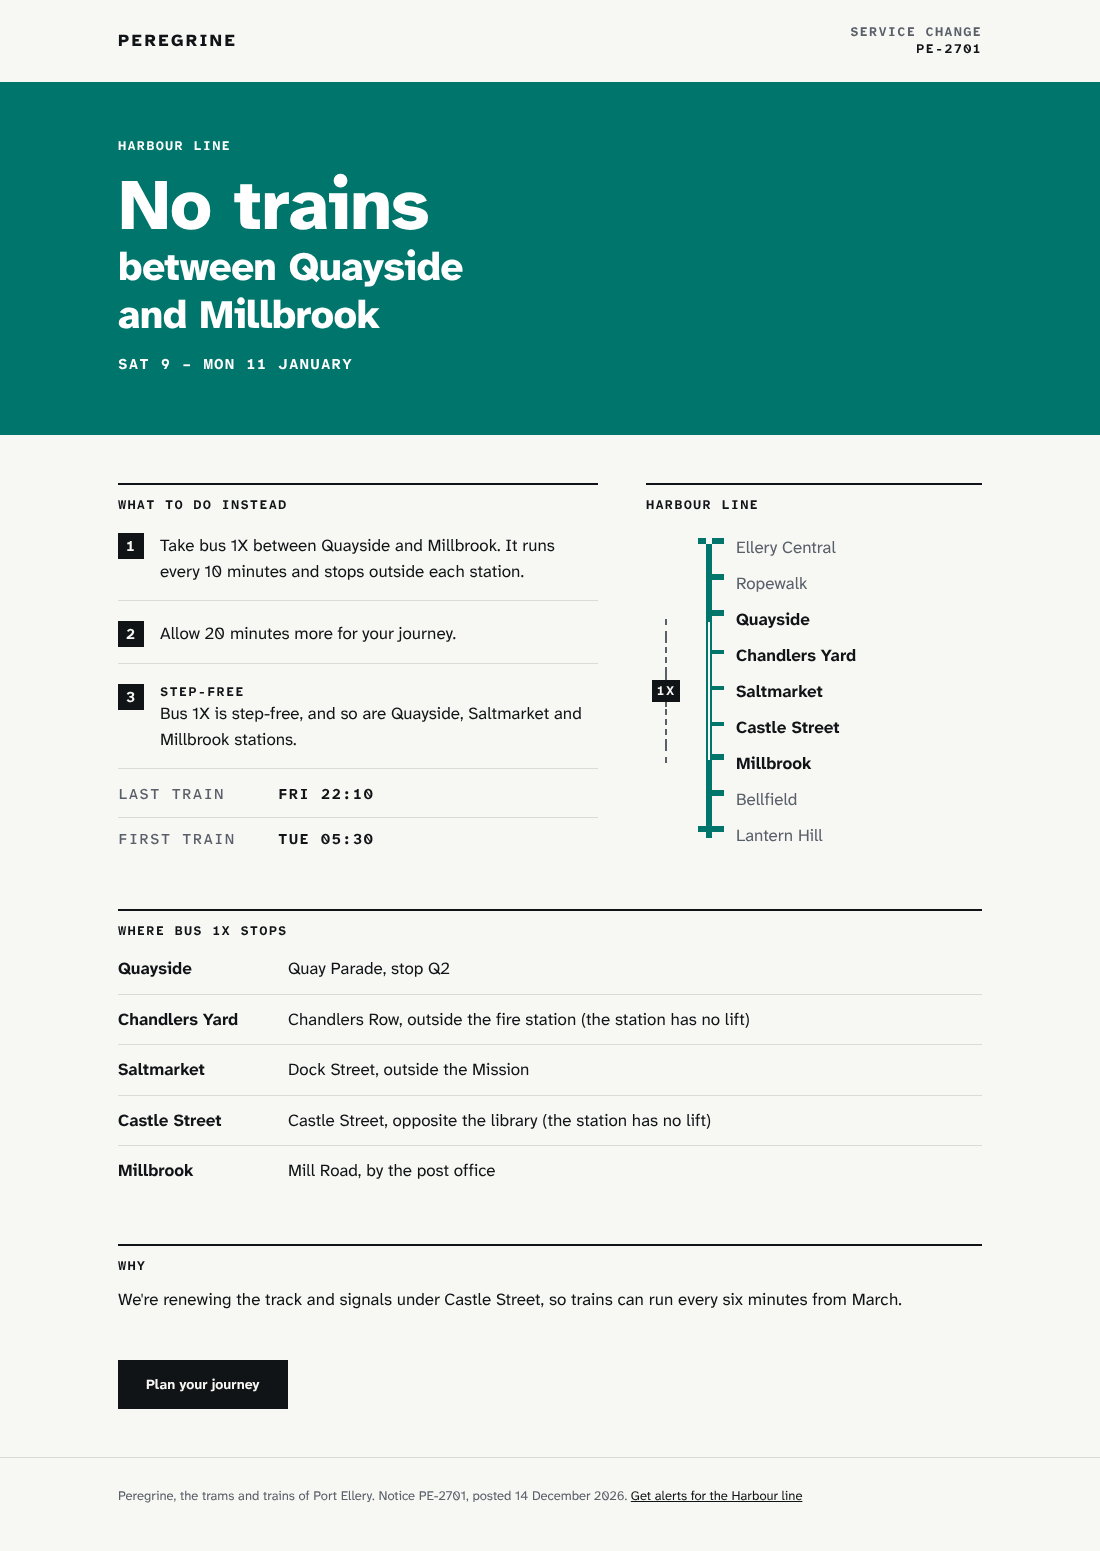 PEREGRINE
SERVICE CHANGE
PE-2701
HARBOUR LINE
No trains
between Quayside
and Millbrook
SAT 9 – MON 11 JANUARY
WHAT TO DO INSTEAD
1
Take bus 1X between Quayside and Millbrook. It runs
every 10 minutes and stops outside each station.
2
Allow 20 minutes more for your journey.
3
STEP-FREE
Bus 1X is step-free, and so are Quayside, Saltmarket and
Millbrook stations.
LAST TRAIN FRI 22:10
FIRST TRAIN TUE 05:30
HARBOUR LINE
Ellery Central
Ropewalk
Quayside
Chandlers Yard
1X
Saltmarket
Castle Street
Millbrook
Bellfield
Lantern Hill
WHERE BUS 1X STOPS
Quayside Quay Parade, stop Q2
Chandlers Yard Chandlers Row, outside the fire station (the station has no lift)
Saltmarket Dock Street, outside the Mission
Castle Street Castle Street, opposite the library (the station has no lift)
Millbrook Mill Road, by the post office
WHY
We're renewing the track and signals under Castle Street, so trains can run every six minutes from March.
Plan your journey
Peregrine, the trams and trains of Port Ellery. Notice PE-2701, posted 14 December 2026. Get alerts for the Harbour line